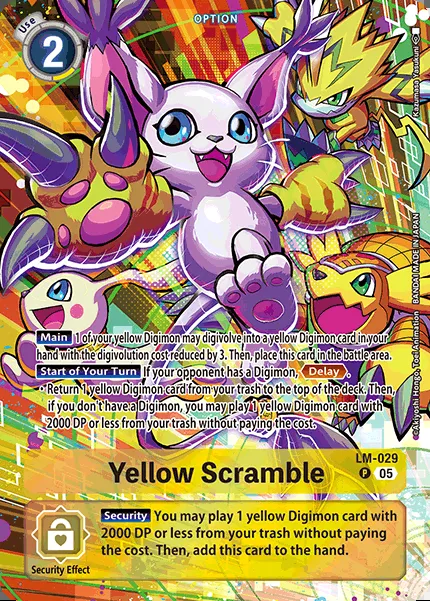 OPTION
Use
2
Kazumasa Yasukuni
Main 1 of your yellow Digimon may digivolve into a yellow Digimon card in your
hand with the digivolution cost reduced by 3. Then, place this card in the battle area.
Start of Your Turn If your opponent has a Digimon, Delay.
・Return 1 yellow Digimon card from your trash to the top of the deck. Then,
if you don't have a Digimon, you may play 1 yellow Digimon card with
2000 DP or less from your trash without paying the cost.
©Akiyoshi Hongo, Toei Animation BANDAI MADE IN JAPAN
LM-029
Yellow Scramble
P 05
Security You may play 1 yellow Digimon card with
2000 DP or less from your trash without paying
the cost. Then, add this card to the hand.
Security Effect